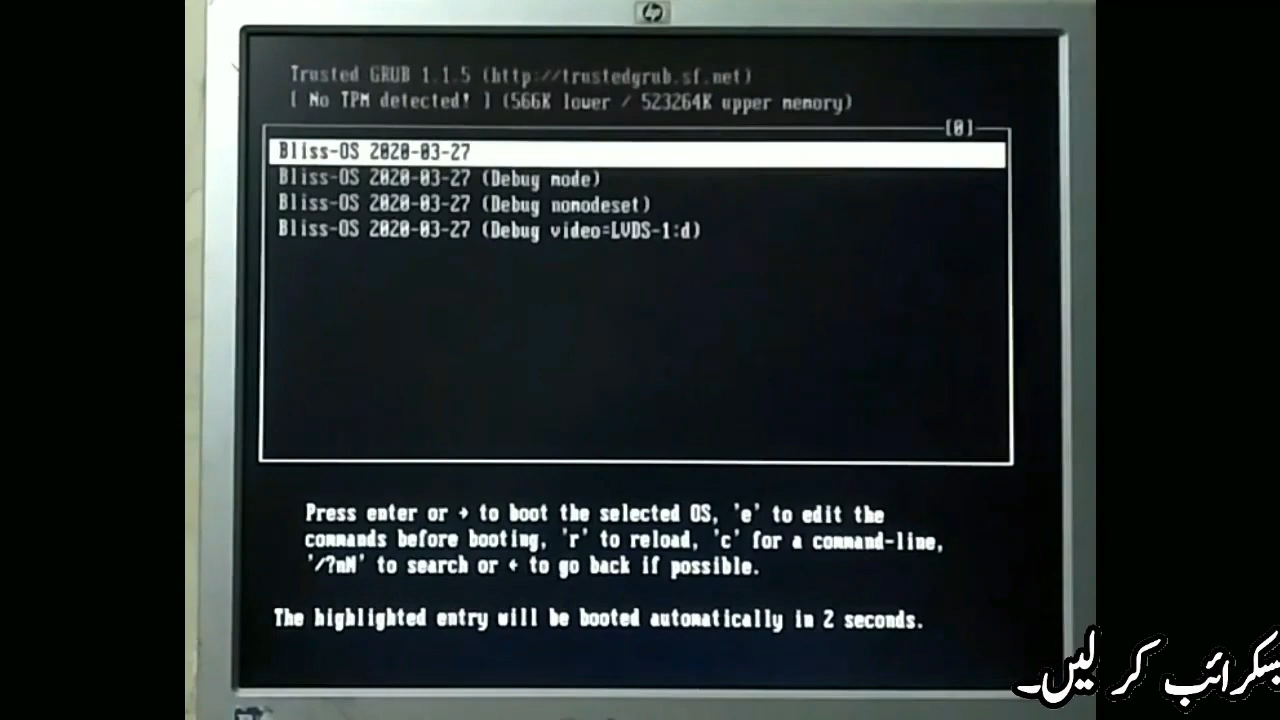 hp
Trusted GRUB 1.1.5 (http://trustedgrub.sf.net)
[ No TPM detected! ] (566K lower / 523264K upper memory)
[0]
Bliss-OS 2020-03-27
Bliss-OS 2020-03-27 (Debug mode)
Bliss-OS 2020-03-27 (Debug nomodeset)
Bliss-OS 2020-03-27 (Debug video=LVDS-1:d)
Press enter or → to boot the selected OS, 'e' to edit the
commands before booting, 'r' to reload, 'c' for a command-line,
'/?nN' to search or ← to go back if possible.
The highlighted entry will be booted automatically in 2 seconds.
کر لیں۔